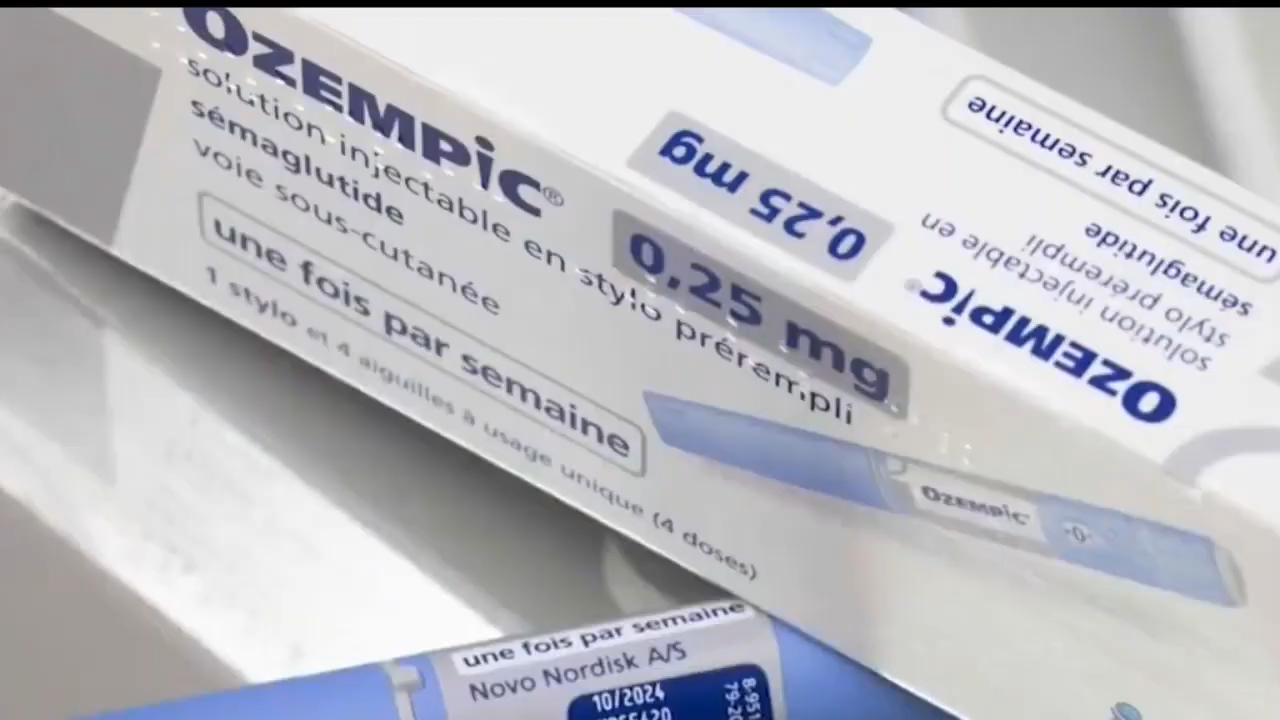 OZEMPIC®
solution injectable en stylo prérempli
sémaglutide
voie sous-cutanée
0,25 mg
une fois par semaine
1 stylo et 4 aiguilles à usage unique (4 doses)
OZEMPIC®
-0-
OZEMPIC®
solution injectable en
stylo prérempli
sémaglutide
une fois par semaine
0,25 mg
une fois par semaine
Novo Nordisk A/S
10/2024